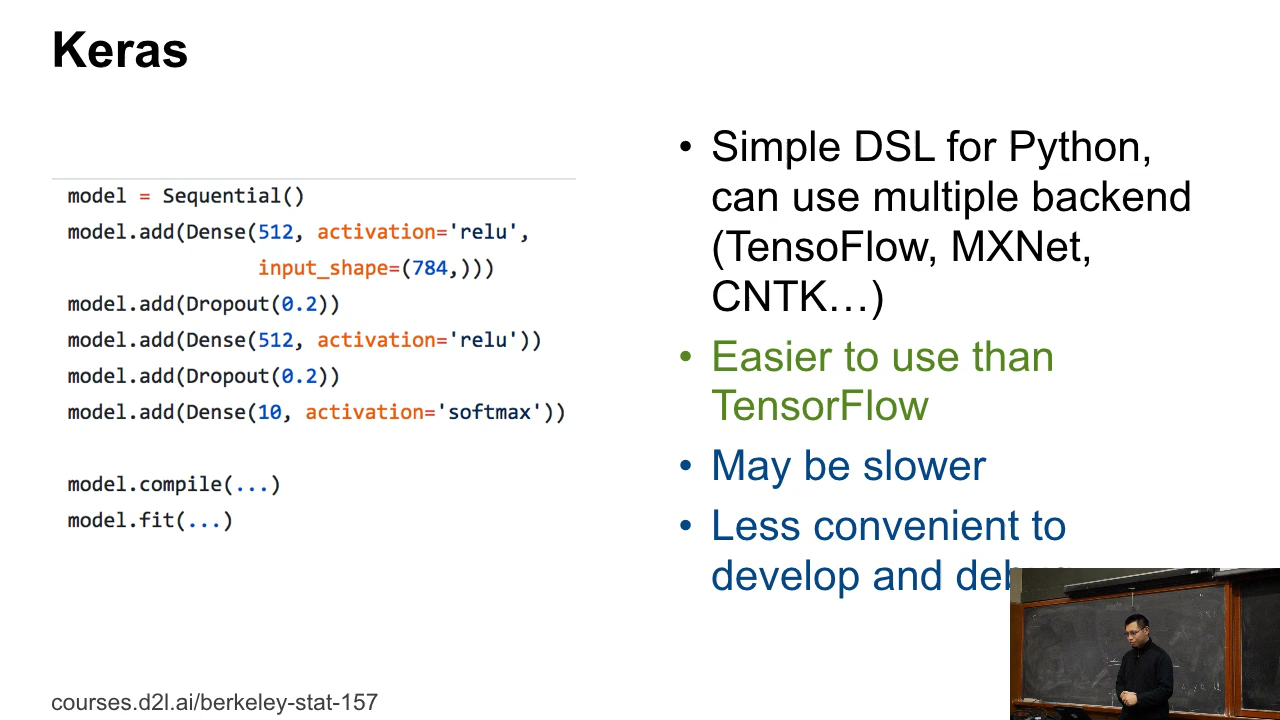 Keras
model = Sequential()
model.add(Dense(512, activation='relu',
input_shape=(784,)))
model.add(Dropout(0.2))
model.add(Dense(512, activation='relu'))
model.add(Dropout(0.2))
model.add(Dense(10, activation='softmax'))
model.compile(...)
model.fit(...)
• Simple DSL for Python,
can use multiple backend
(TensoFlow, MXNet,
CNTK…)
• Easier to use than
TensorFlow
• May be slower
• Less convenient to
develop and
courses.d2l.ai/berkeley-stat-157